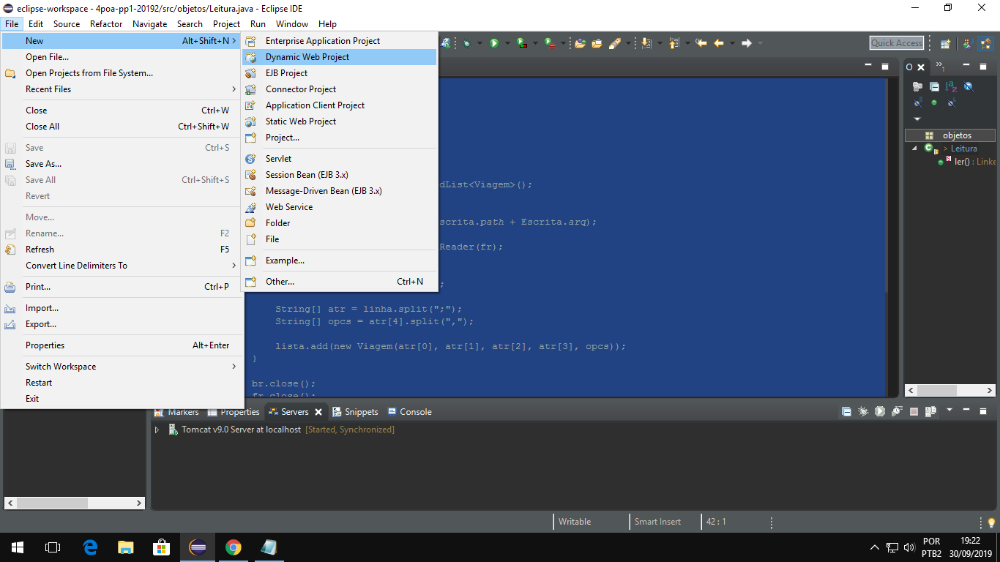 eclipse-workspace - 4poa-pp1-20192/src/objetos/Leitura.java - Eclipse IDE
File Edit Source Refactor Navigate Search Project Run Window Help
New Alt+Shift+N
Open File...
Open Projects from File System...
Recent Files
Close Ctrl+W
Close All Ctrl+Shift+W
Save Ctrl+S
Save As...
Save All Ctrl+Shift+S
Revert
Move...
Rename... F2
Refresh F5
Convert Line Delimiters To
Print... Ctrl+P
Import...
Export...
Properties Alt+Enter
Switch Workspace
Restart
Exit
Enterprise Application Project
Dynamic Web Project
EJB Project
Connector Project
Application Client Project
Static Web Project
Project...
Servlet
Session Bean (EJB 3.x)
Message-Driven Bean (EJB 3.x)
Web Service
Folder
File
Example...
Other... Ctrl+N
Quick Access
dList<Viagem>();
scrita.path + Escrita.arq);
Reader(fr);
;
String[] atr = linha.split(";");
String[] opcs = atr[4].split(",");
lista.add(new Viagem(atr[0], atr[1], atr[2], atr[3], opcs));
}
br.close();
fr.close();
O
objetos
> Leitura
ler() : Linke
Markers Properties Servers Snippets Console
Tomcat v9.0 Server at localhost [Started, Synchronized]
Writable Smart Insert 42 : 1
POR 19:22
PTB2 30/09/2019